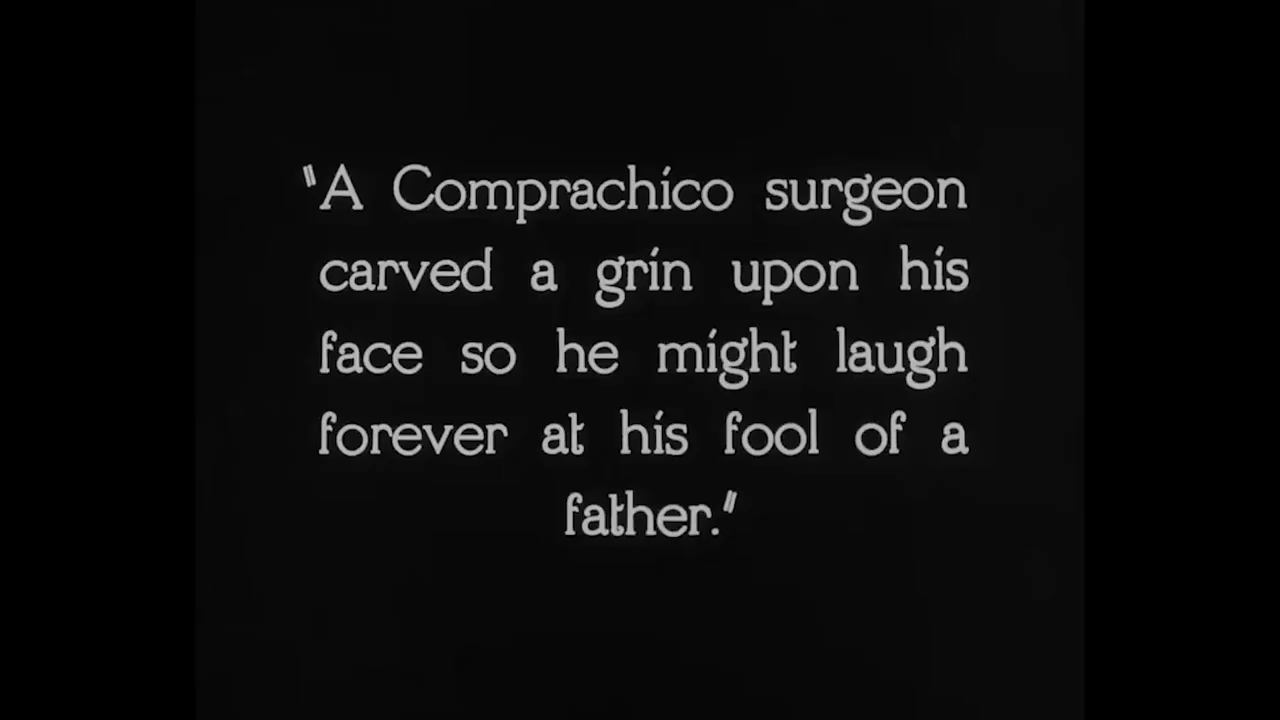 "A Comprachico surgeon
carved a grin upon his
face so he might laugh
forever at his fool of a
father."